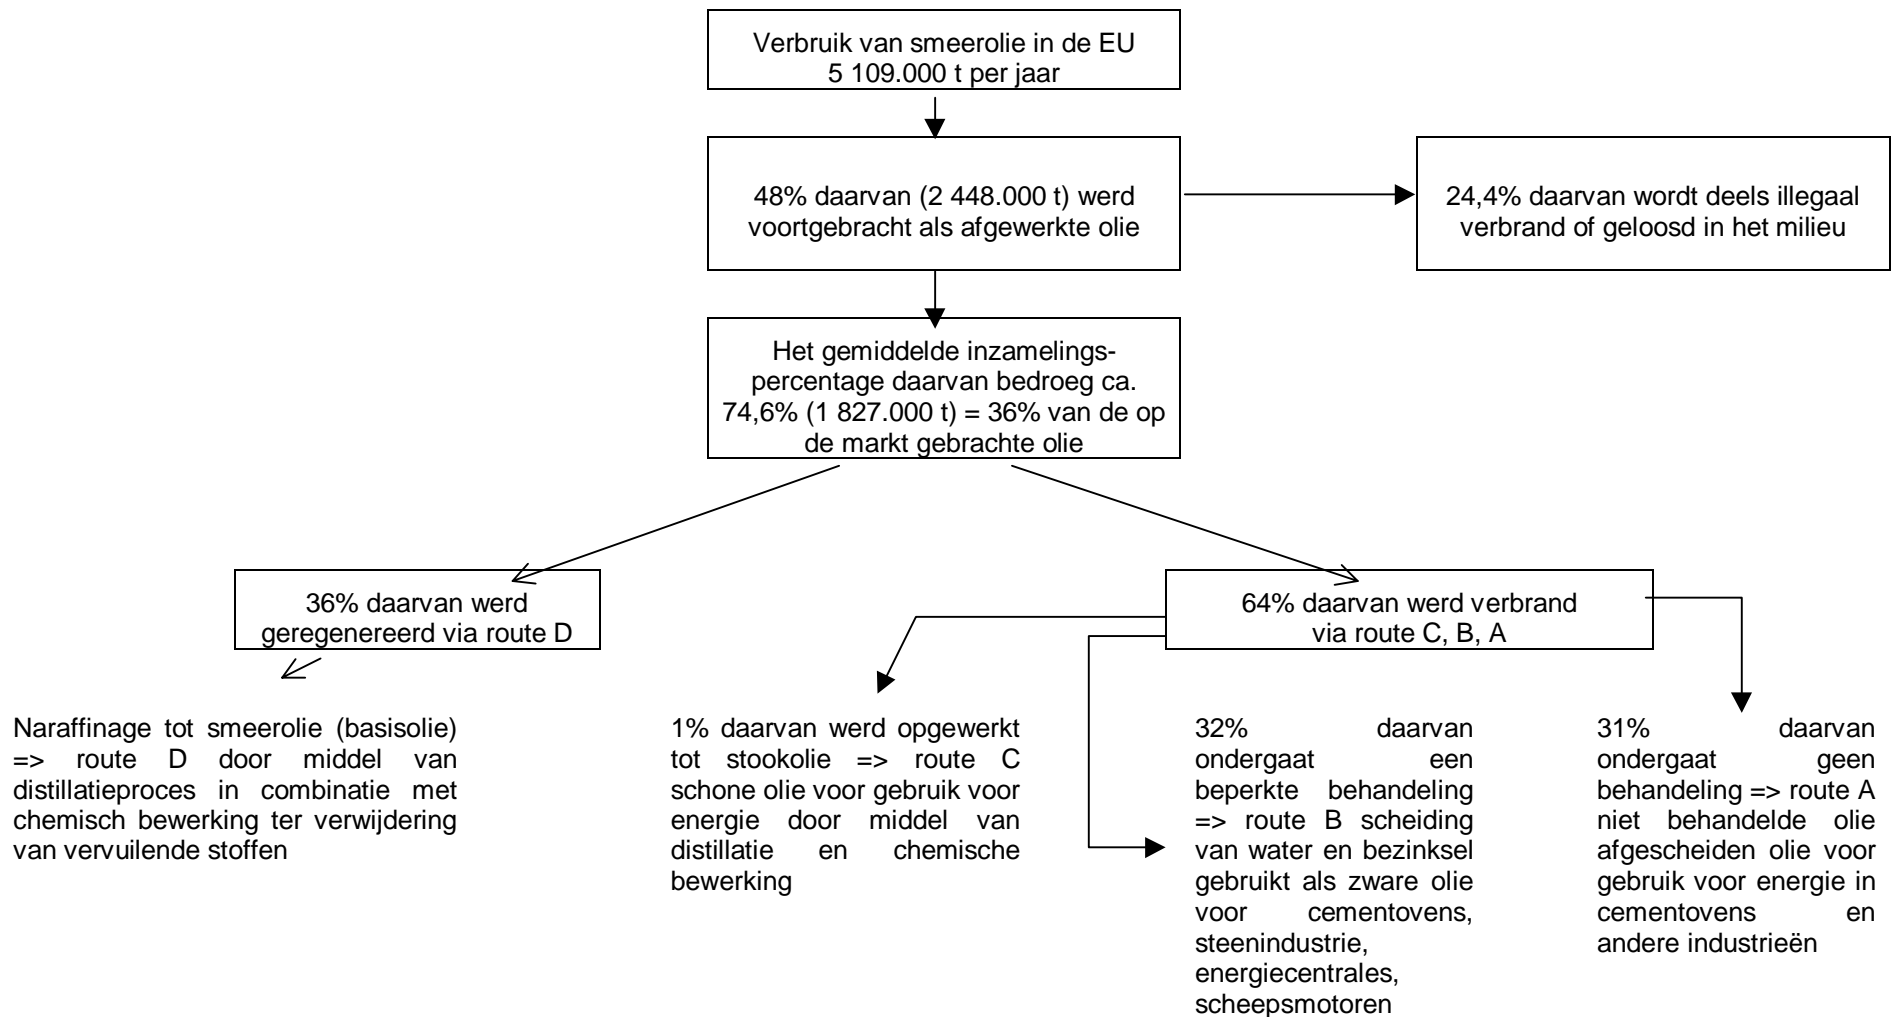 Verbruik van smeerolie in de EU
5 109.000 t per jaar
48% daarvan (2 448.000 t) werd
voortgebracht als afgewerkte olie
24,4% daarvan wordt deels illegaal
verbrand of geloosd in het milieu
Het gemiddelde inzamelings-
percentage daarvan bedroeg ca.
74,6% (1 827.000 t) = 36% van de op
de markt gebrachte olie
36% daarvan werd
geregenereerd via route D
64% daarvan werd verbrand
via route C, B, A
Naraffinage tot smeerolie (basisolie)
=> route D door middel van
distillatieproces in combinatie met
chemisch bewerking ter verwijdering
van vervuilende stoffen
1% daarvan werd opgewerkt
tot stookolie => route C
schone olie voor gebruik voor
energie door middel van
distillatie en chemische
bewerking
32% daarvan
ondergaat een
beperkte behandeling
=> route B scheiding
van water en bezinksel
gebruikt als zware olie
voor cementovens,
steenindustrie,
energiecentrales,
scheepsmotoren
31% daarvan
ondergaat geen
behandeling => route A
niet behandelde olie
afgescheiden olie voor
gebruik voor energie in
cementovens en
andere industrieën